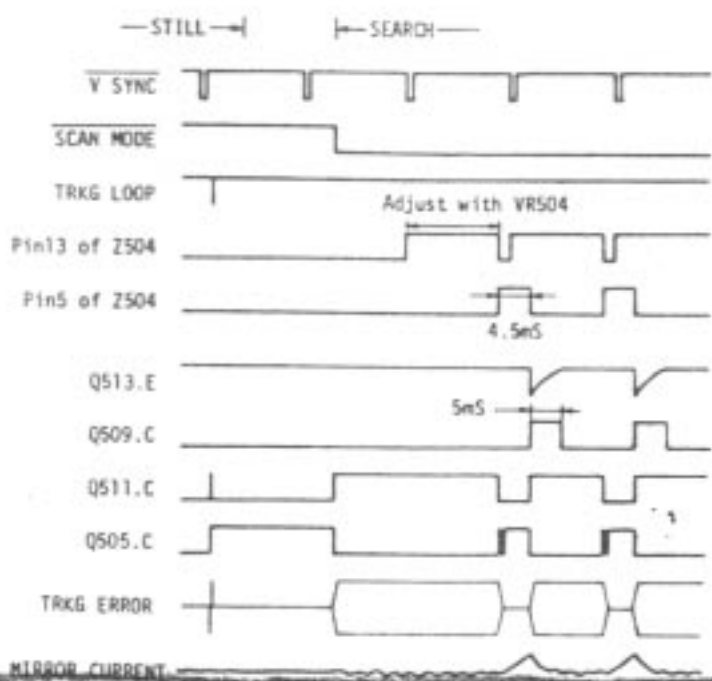 STILL SEARCH
V SYNC
SCAN MODE
TRKG LOOP
Adjust with VR504
Pin13 of Z504
Pin5 of Z504
4.5mS
Q513.E
5mS
Q509.C
Q511.C
Q505.C
TRKG ERROR
MIRROR CURRENT